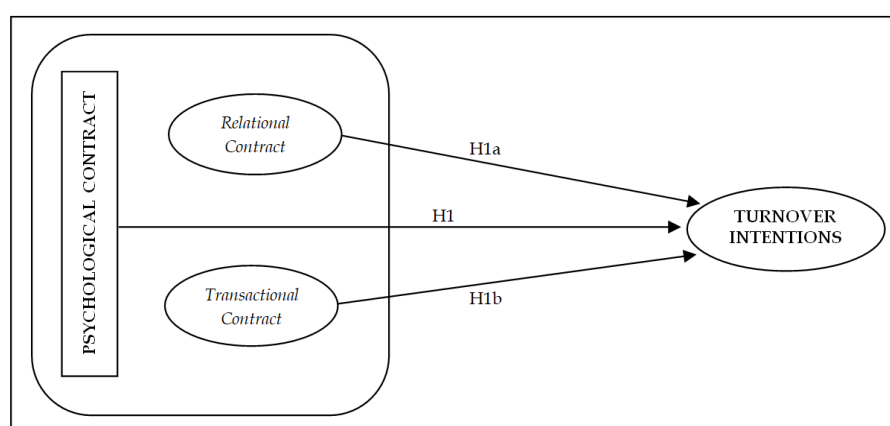 PSYCHOLOGICAL CONTRACT
Relational
Contract
H1a
H1
TURNOVER
INTENTIONS
Transactional
Contract
H1b